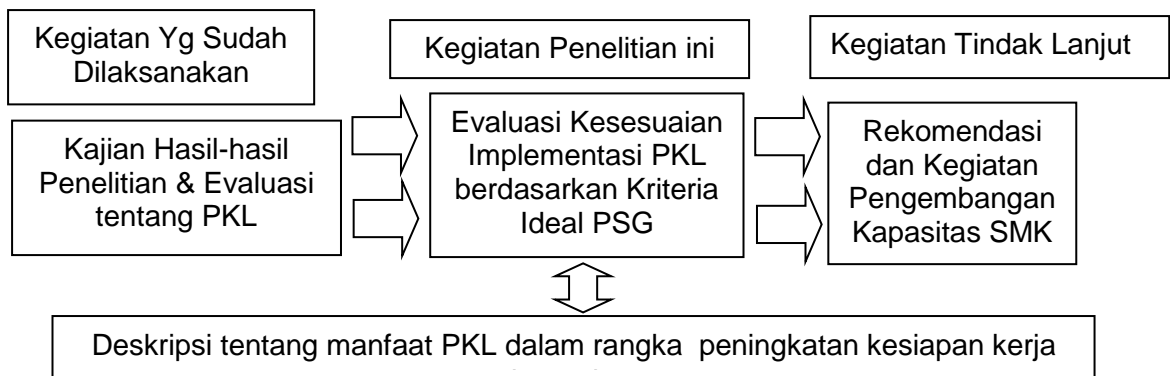 Kegiatan Yg Sudah
Dilaksanakan
Kegiatan Penelitian ini
Kegiatan Tindak Lanjut
Kajian Hasil-hasil
Penelitian & Evaluasi
tentang PKL
Evaluasi Kesesuaian
Implementasi PKL
berdasarkan Kriteria
Ideal PSG
Rekomendasi
dan Kegiatan
Pengembangan
Kapasitas SMK
Deskripsi tentang manfaat PKL dalam rangka peningkatan kesiapan kerja